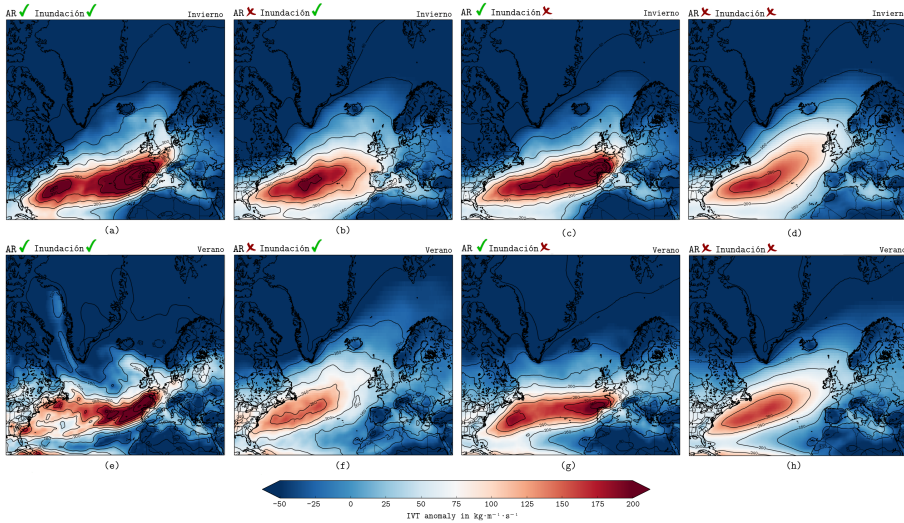 AR ✓ Inundación ✓ Invierno
AR ✗ Inundación ✓ Invierno
AR ✓ Inundación ✗ Invierno
AR ✗ Inundación ✗ Invierno
(a) (b) (c) (d)
AR ✓ Inundación ✓ Verano
AR ✗ Inundación ✓ Verano
AR ✓ Inundación ✗ Verano
AR ✗ Inundación ✗ Verano
(e) (f) (g) (h)
−50 −25 0 25 50 75 100 125 150 175 200
IVT anomaly in kg·m⁻¹·s⁻¹